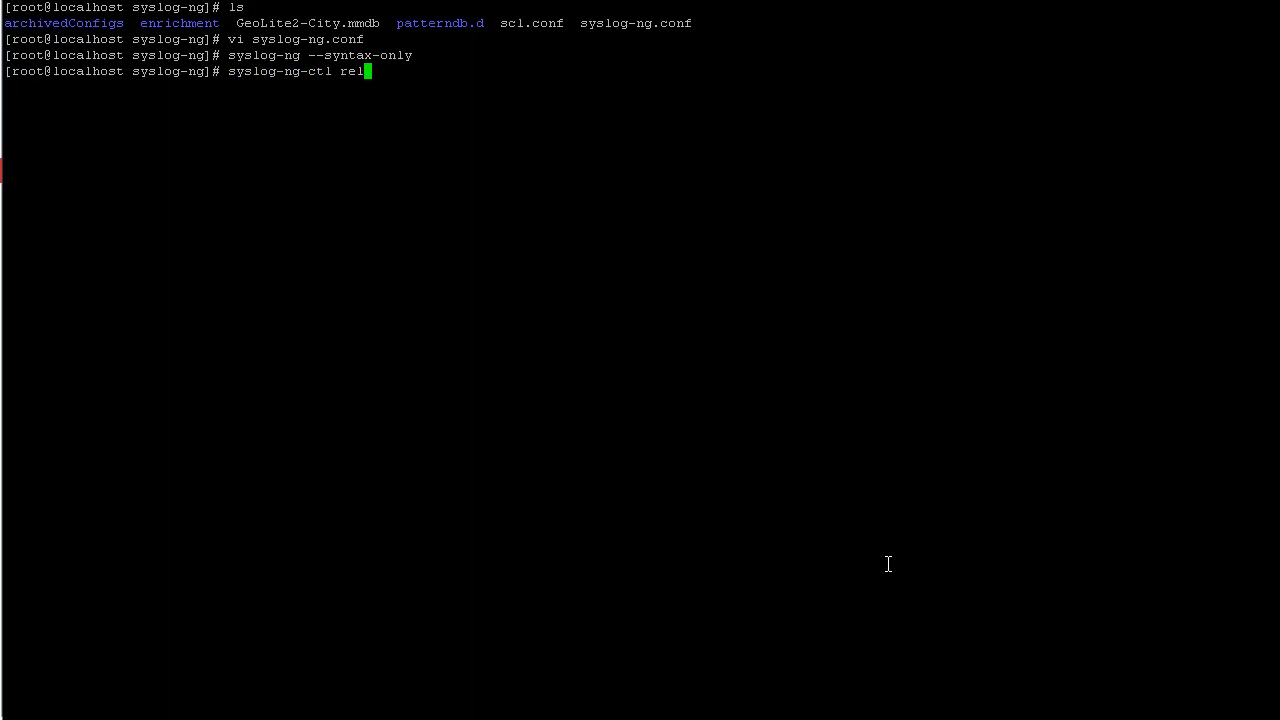 [root@localhost syslog-ng]# ls
archivedConfigs  enrichment  GeoLite2-City.mmdb  patterndb.d  scl.conf  syslog-ng.conf
[root@localhost syslog-ng]# vi syslog-ng.conf
[root@localhost syslog-ng]# syslog-ng --syntax-only
[root@localhost syslog-ng]# syslog-ng-ctl rel